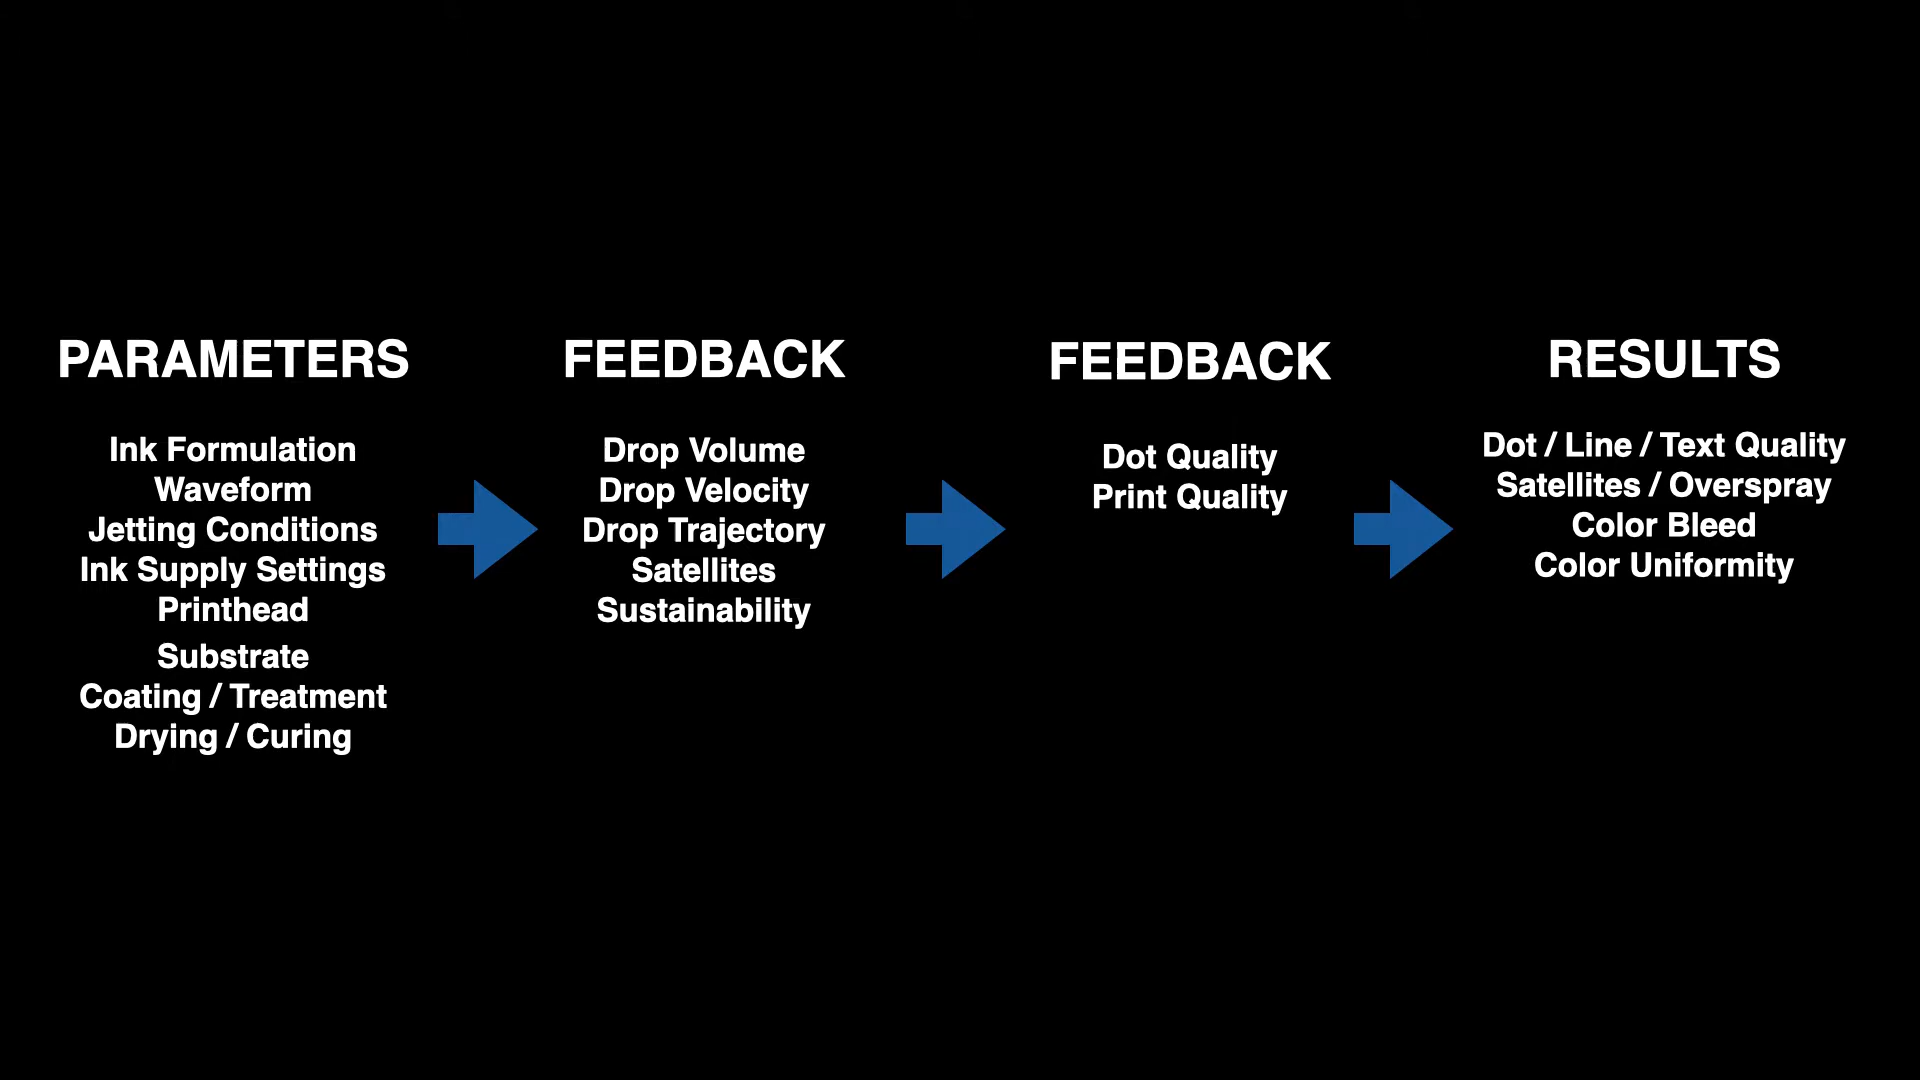 PARAMETERS
Ink Formulation
Waveform
Jetting Conditions
Ink Supply Settings
Printhead
Substrate
Coating / Treatment
Drying / Curing
FEEDBACK
Drop Volume
Drop Velocity
Drop Trajectory
Satellites
Sustainability
FEEDBACK
Dot Quality
Print Quality
RESULTS
Dot / Line / Text Quality
Satellites / Overspray
Color Bleed
Color Uniformity